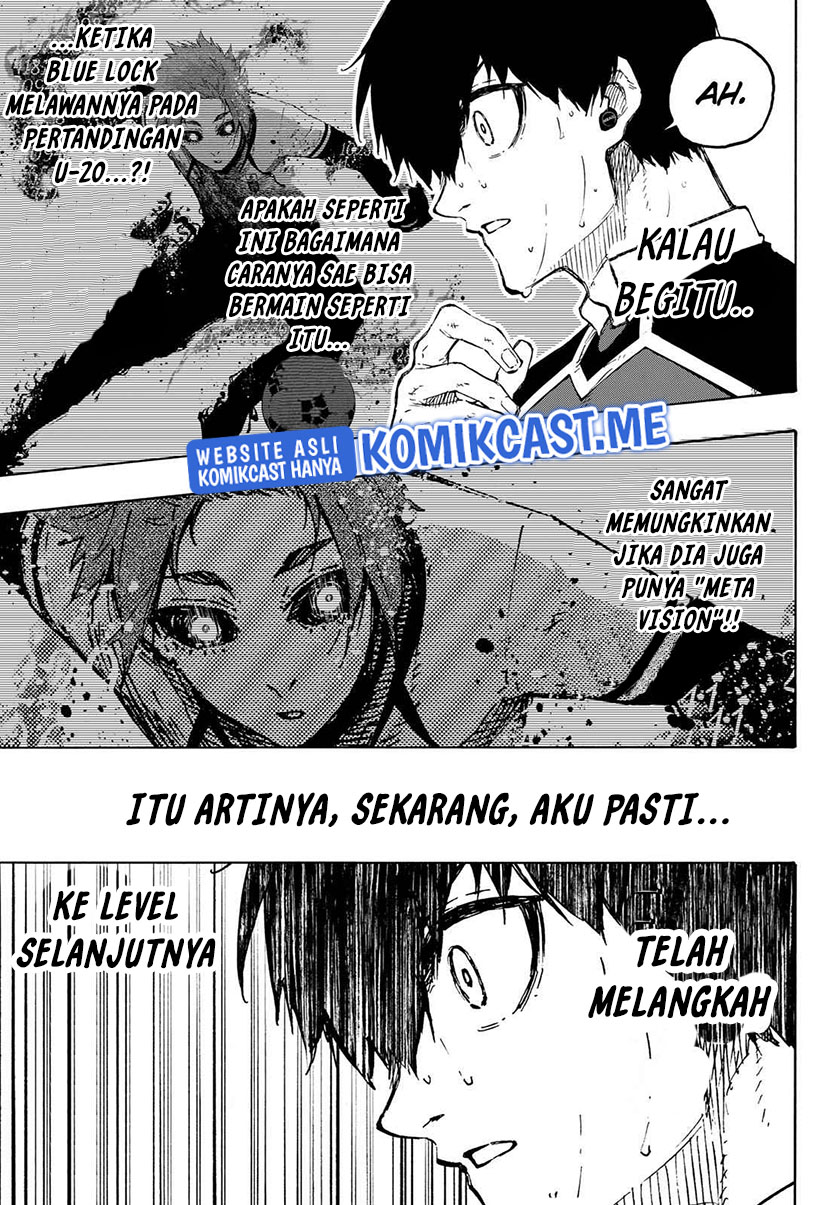 AH.
KALAU
BEGITU..
APAKAH SEPERTI
INI BAGAIMANA
CARANYA SAE BISA
BERMAIN SEPERTI
ITU...
...KETIKA
BLUE LOCK
MELAWANNYA PADA
PERTANDINGAN
U-20...?!
WEBSITE ASLI
KOMIKCAST HANYA
KOMIKCAST.ME
SANGAT
MEMUNGKINKAN
JIKA DIA JUGA
PUNYA "META
VISION"!!
ITU ARTINYA, SEKARANG, AKU PASTI...
TELAH
MELANGKAH
KE LEVEL
SELANJUTNYA